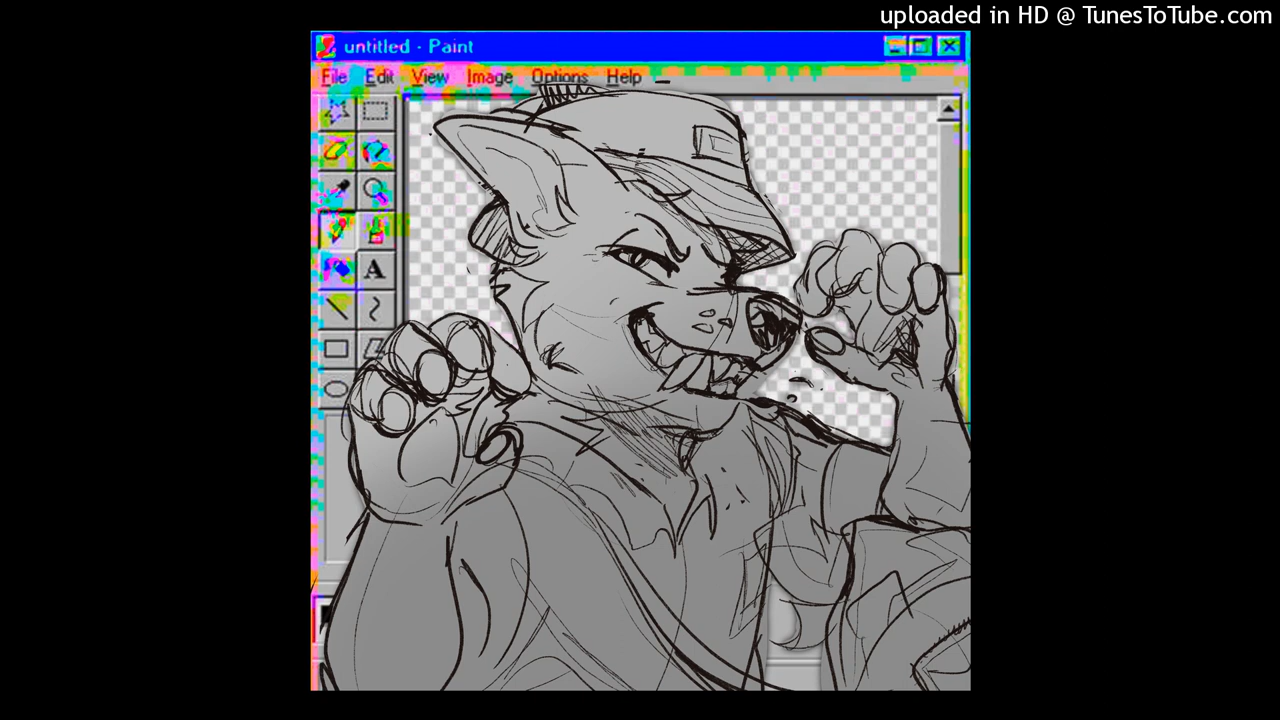 uploaded in HD @ TunesToTube.com
untitled - Paint
File Edit View Image Options Help
A